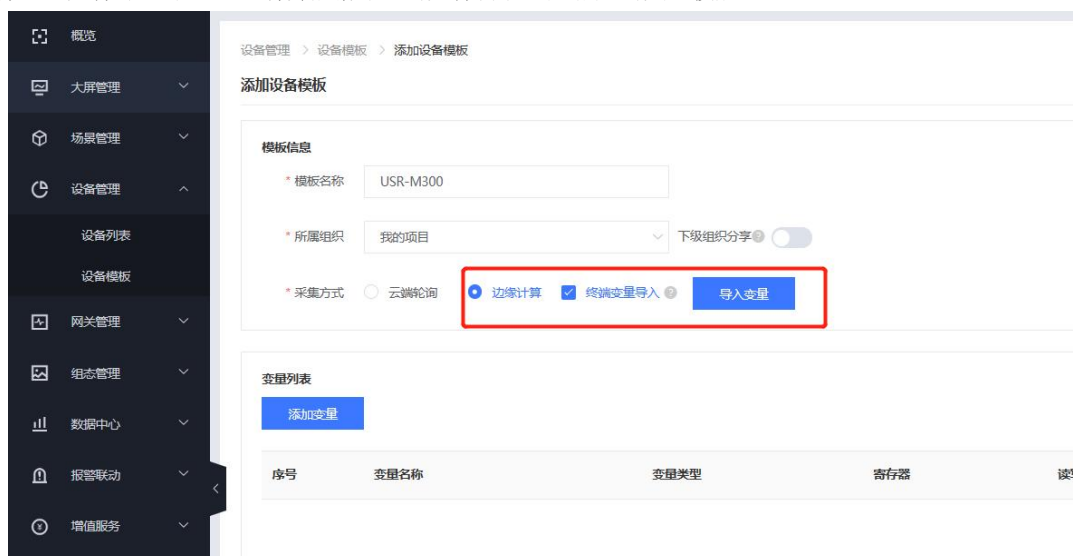 概览
大屏管理
场景管理
设备管理
设备列表
设备模板
网关管理
组态管理
数据中心
报警联动
增值服务
设备管理 > 设备模板 > 添加设备模板
添加设备模板
模板信息
* 模板名称 USR-M300
* 所属组织 我的项目 下级组织分享
* 采集方式 云端轮询 边缘计算 终端变量导入 导入变量
变量列表
添加变量
序号 变量名称 变量类型 寄存器